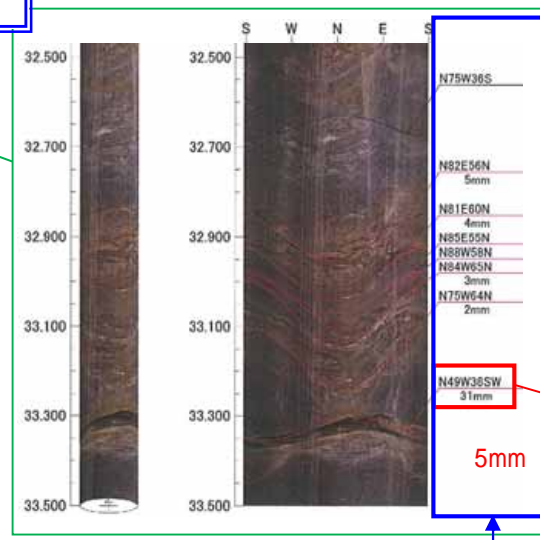 S W N E S
32.500 32.500
N75W36S
32.700 32.700
N82E56N
5mm
N81E60N
4mm
32.900 32.900
N85E55N
N88W58N
N84W65N
3mm
N75W64N
2mm
33.100 33.100
N49W36SW
31mm
33.300 33.300
5mm
33.500 33.500